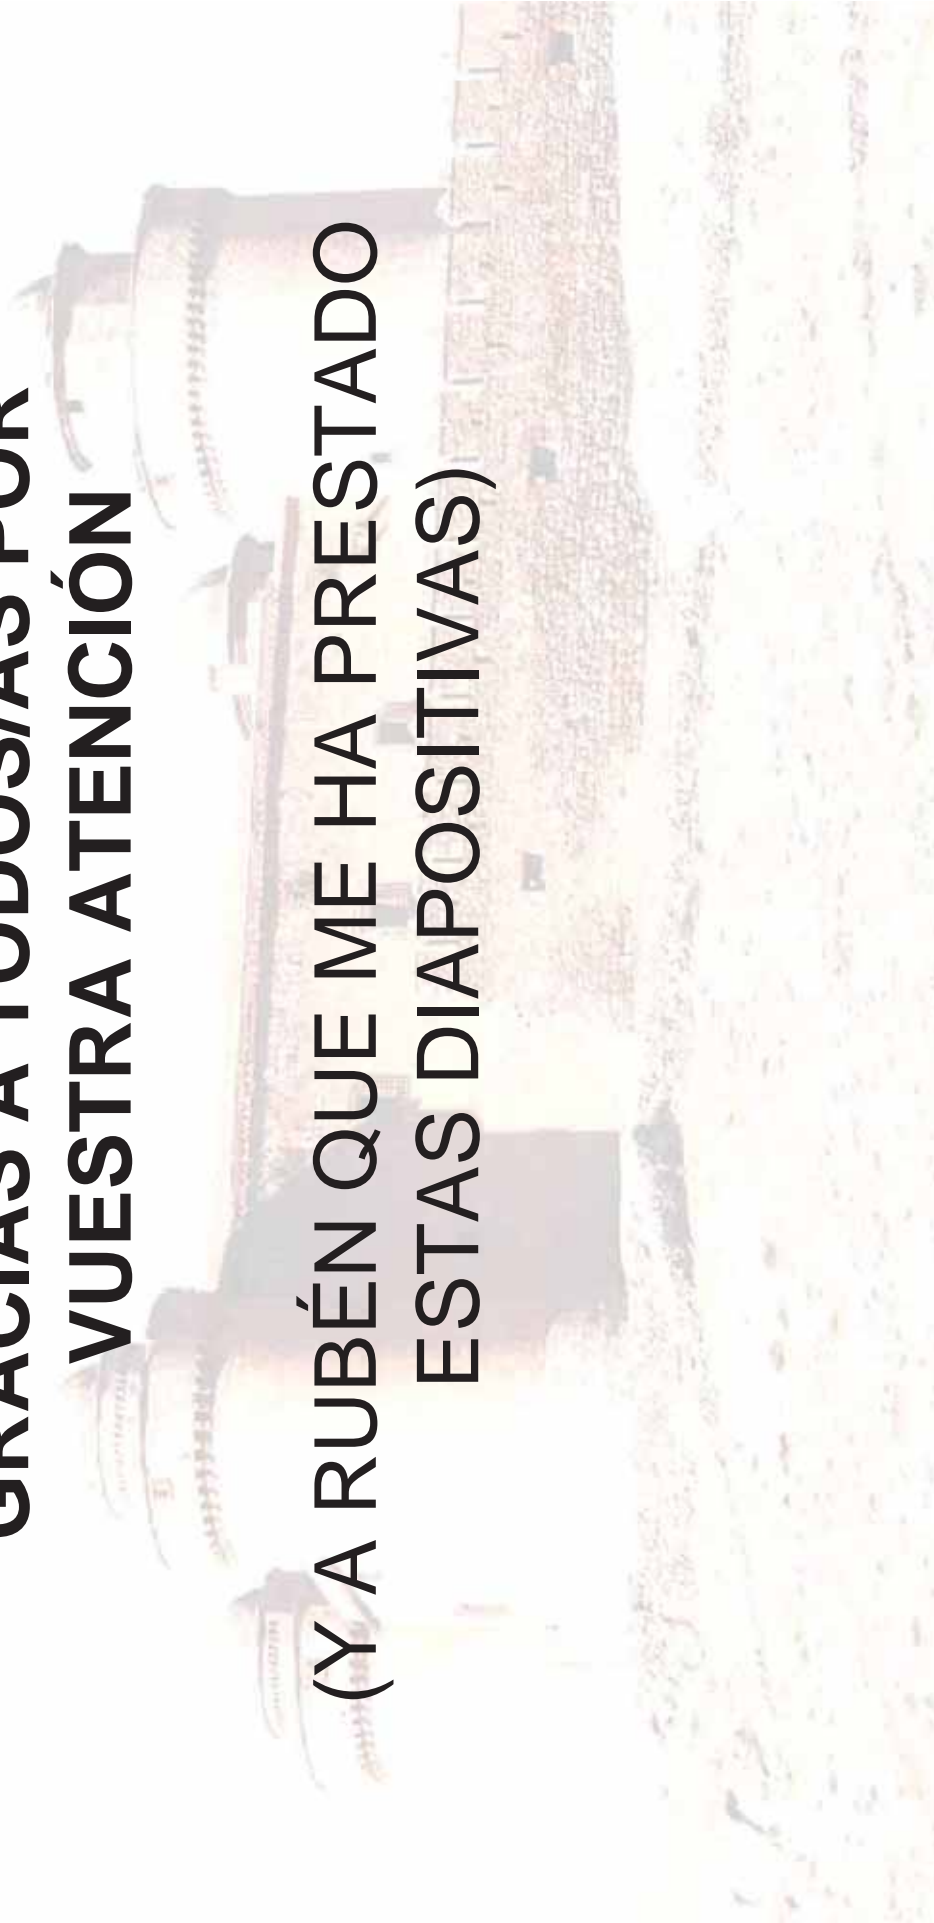 GRACIAS A TODOS/AS POR
VUESTRA ATENCIÓN
(Y A RUBÉN QUE ME HA PRESTADO
ESTAS DIAPOSITIVAS)